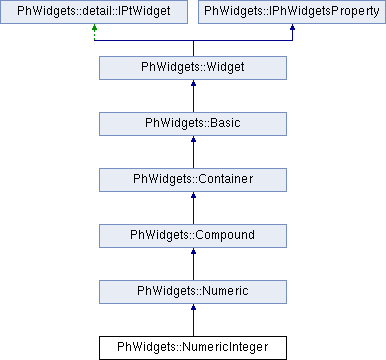 PhWidgets::detail::IPtWidget
PhWidgets::IPhWidgetsProperty
PhWidgets::Widget
PhWidgets::Basic
PhWidgets::Container
PhWidgets::Compound
PhWidgets::Numeric
PhWidgets::NumericInteger